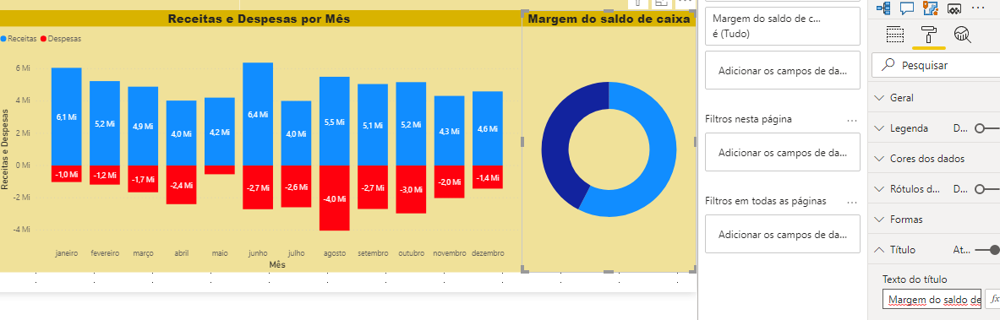 Receitas e Despesas por Mês
Receitas Despesas
Receitas e Despesas
6 Mi
4 Mi
2 Mi
0 Mi
-2 Mi
-4 Mi
6,1 Mi
5,2 Mi
4,9 Mi
4,0 Mi
4,2 Mi
6,4 Mi
4,0 Mi
5,5 Mi
5,1 Mi
5,2 Mi
4,3 Mi
4,6 Mi
-1,0 Mi
-1,2 Mi
-1,7 Mi
-2,4 Mi
-2,7 Mi
-2,6 Mi
-4,0 Mi
-2,7 Mi
-3,0 Mi
-2,0 Mi
-1,4 Mi
janeiro fevereiro março abril maio junho julho agosto setembro outubro novembro dezembro
Mês
Margem do saldo de caixa
Margem do saldo de c...
é (Tudo)
Adicionar os campos de da...
Filtros nesta página ...
Adicionar os campos de da...
Filtros em todas as páginas ...
Adicionar os campos de da...
Pesquisar
Geral
Legenda D...
Cores dos dados
Rótulos d... D...
Formas
Título At...
Texto do título
Margem do saldo de
fx